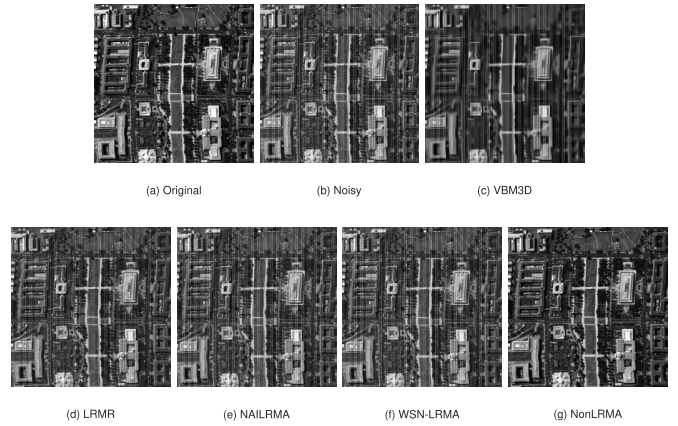 (a) Original
(b) Noisy
(c) VBM3D
(d) LRMR
(e) NAILRMA
(f) WSN-LRMA
(g) NonLRMA